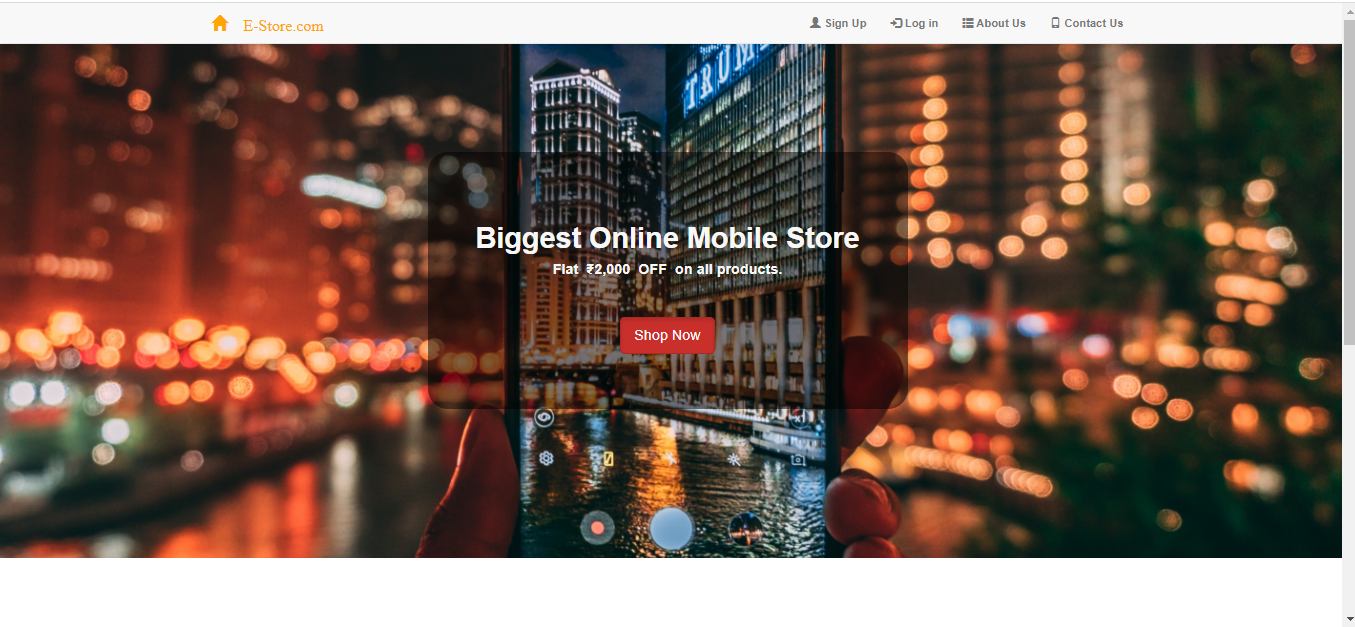 E-Store.com
Sign Up
Log in
About Us
Contact Us
TRUM
Biggest Online Mobile Store
Flat ₹2,000 OFF on all products.
Shop Now